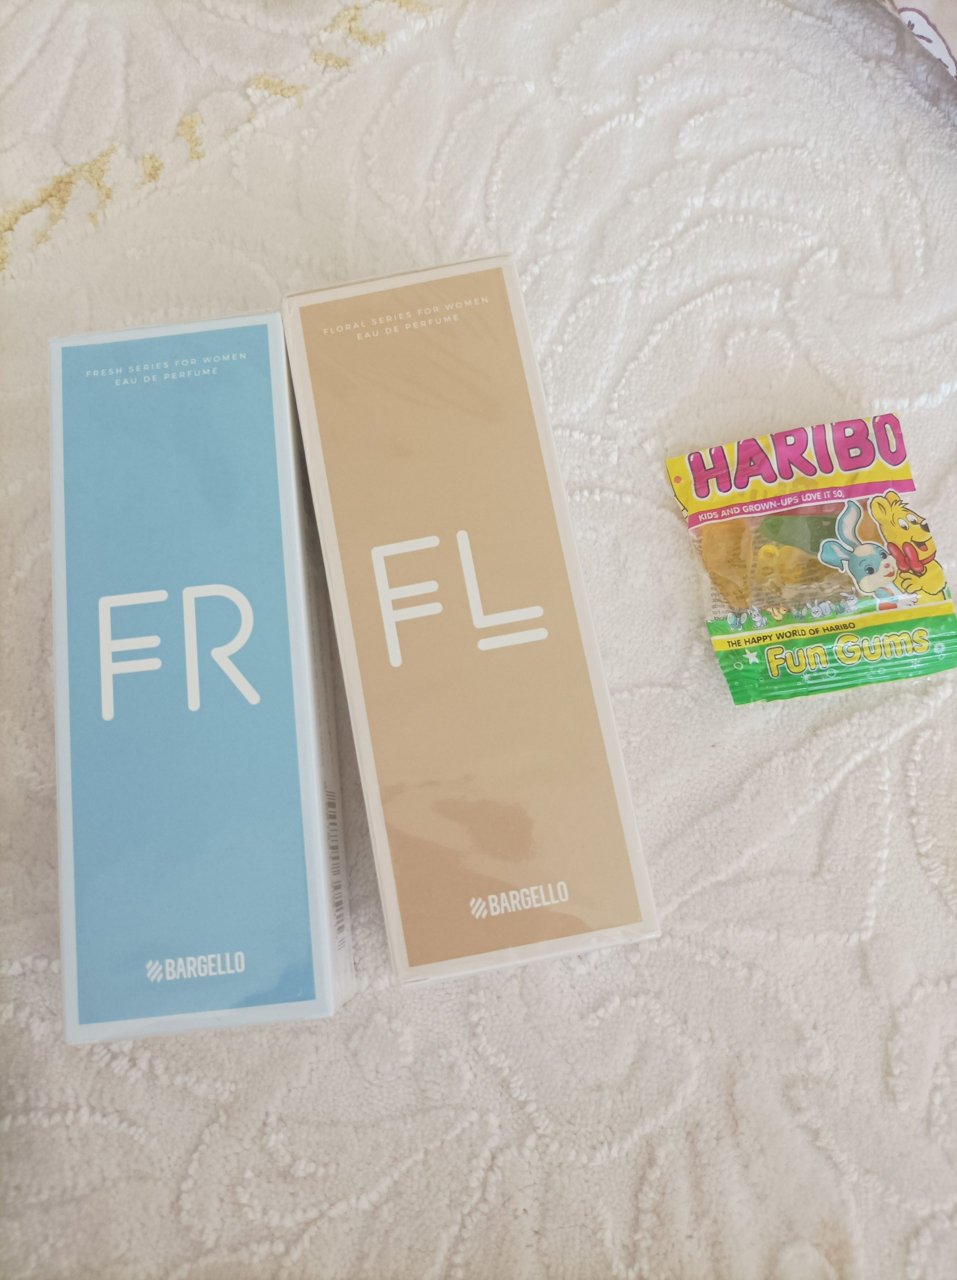 FRESH SERIES FOR WOMEN
EAU DE PERFUME
FR
BARGELLO
FLORAL SERIES FOR WOMEN
EAU DE PERFUME
FL
BARGELLO
HARIBO
KIDS AND GROWN-UPS LOVE IT SO,
THE HAPPY WORLD OF HARIBO
Fun Gums